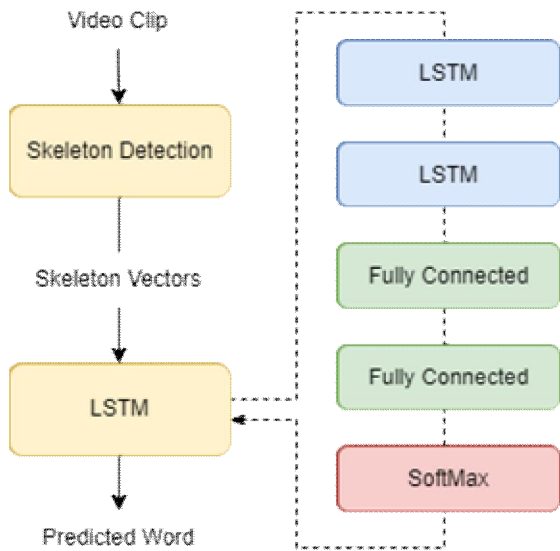 Video Clip
Skeleton Detection
Skeleton Vectors
LSTM
Predicted Word
LSTM
LSTM
Fully Connected
Fully Connected
SoftMax